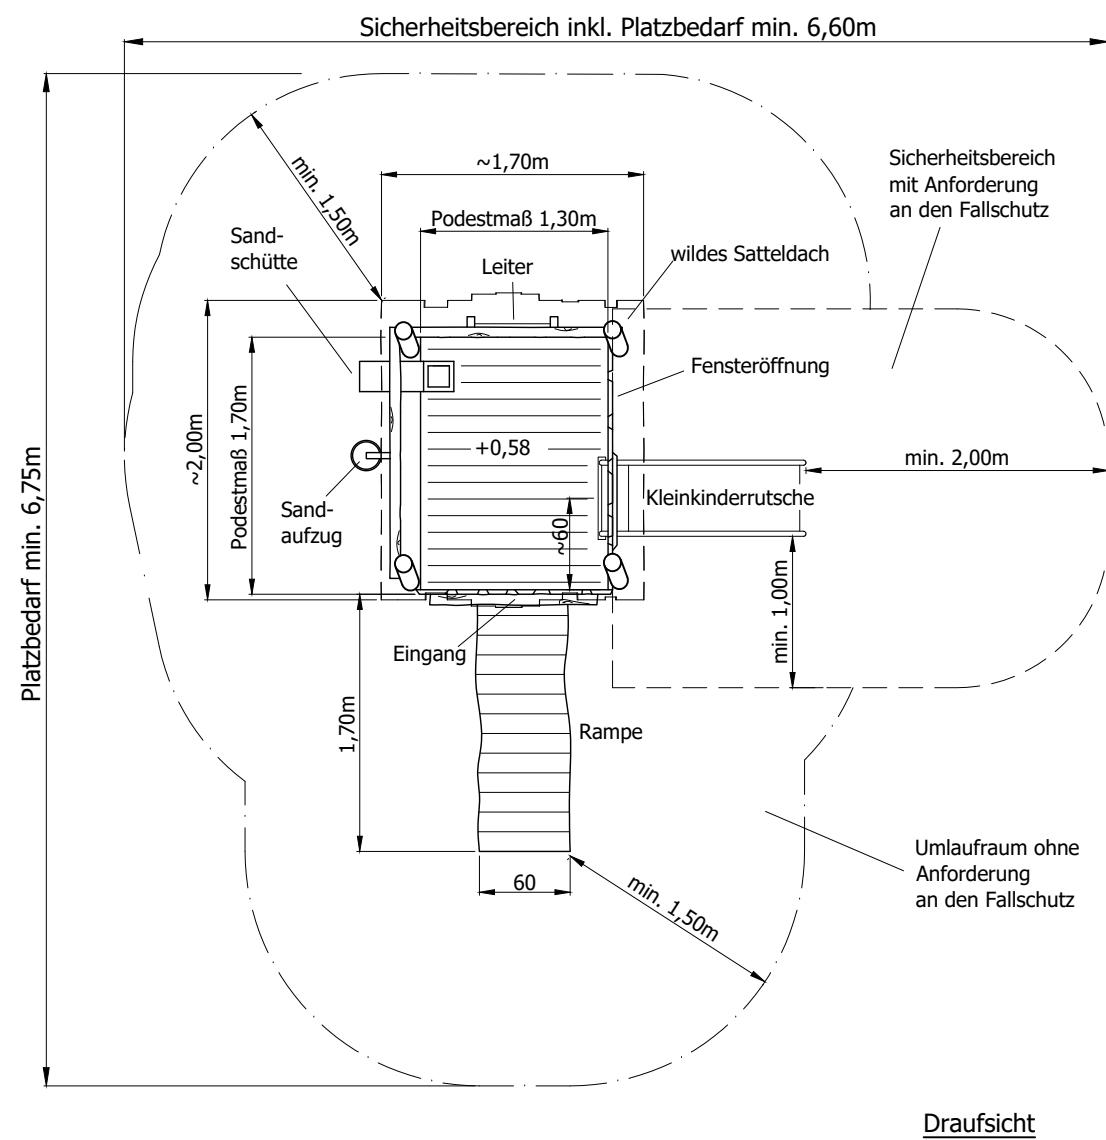 Sicherheitsbereich inkl. Platzbedarf min. 6,60m
~1,70m
Sicherheitsbereich
mit Anforderung
an den Fallschutz
min. 1,50m
Podestmaß 1,30m
Sand-
schütte
Leiter
wildes Satteldach
Fensteröffnung
~2,00m
Podestmaß 1,70m
+0,58
min. 2,00m
Platzbedarf min. 6,75m
Kleinkinderrutsche
Sand-
aufzug
~60
min. 1,00m
Eingang
1,70m
Rampe
Umlaufraum ohne
Anforderung
an den Fallschutz
60
min. 1,50m
Draufsicht